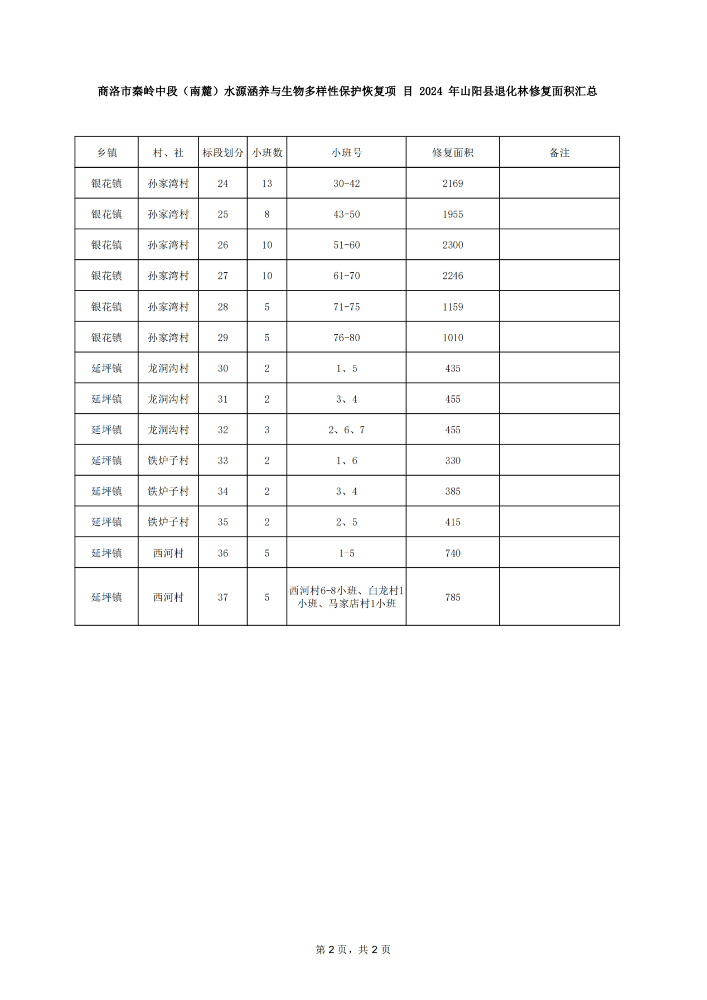 商洛市秦岭中段（南麓）水源涵养与生物多样性保护恢复项 目 2024 年山阳县退化林修复面积汇总
乡镇 村、社 标段划分 小班数 小班号 修复面积 备注
银花镇 孙家湾村 24 13 30-42 2169
银花镇 孙家湾村 25 8 43-50 1955
银花镇 孙家湾村 26 10 51-60 2300
银花镇 孙家湾村 27 10 61-70 2246
银花镇 孙家湾村 28 5 71-75 1159
银花镇 孙家湾村 29 5 76-80 1010
延坪镇 龙洞沟村 30 2 1、5 435
延坪镇 龙洞沟村 31 2 3、4 455
延坪镇 龙洞沟村 32 3 2、6、7 455
延坪镇 铁炉子村 33 2 1、6 330
延坪镇 铁炉子村 34 2 3、4 385
延坪镇 铁炉子村 35 2 2、5 415
延坪镇 西河村 36 5 1-5 740
延坪镇 西河村 37 5 西河村6-8小班、白龙村1
小班、马家店村1小班 785
第 2 页，共 2 页